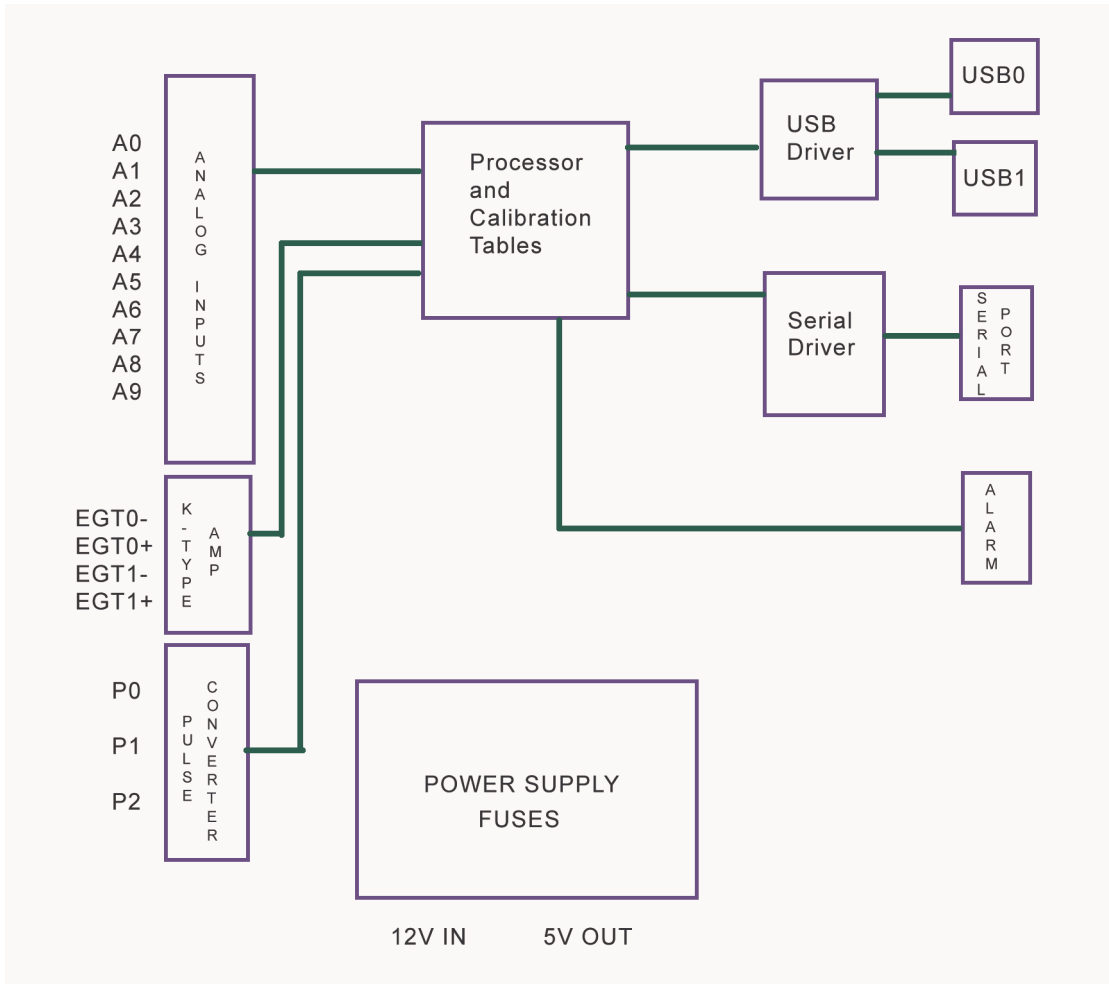 A0
A1
A2
A3
A4
A5
A6
A7
A8
A9
ANALOG INPUTS
EGT0-
EGT0+
EGT1-
EGT1+
K-TYPE
AMP
P0
P1
P2
PULSE
CONVERTER
Processor
and
Calibration
Tables
USB
Driver
USB0
USB1
Serial
Driver
SERIAL
PORT
ALARM
POWER SUPPLY
FUSES
12V IN
5V OUT